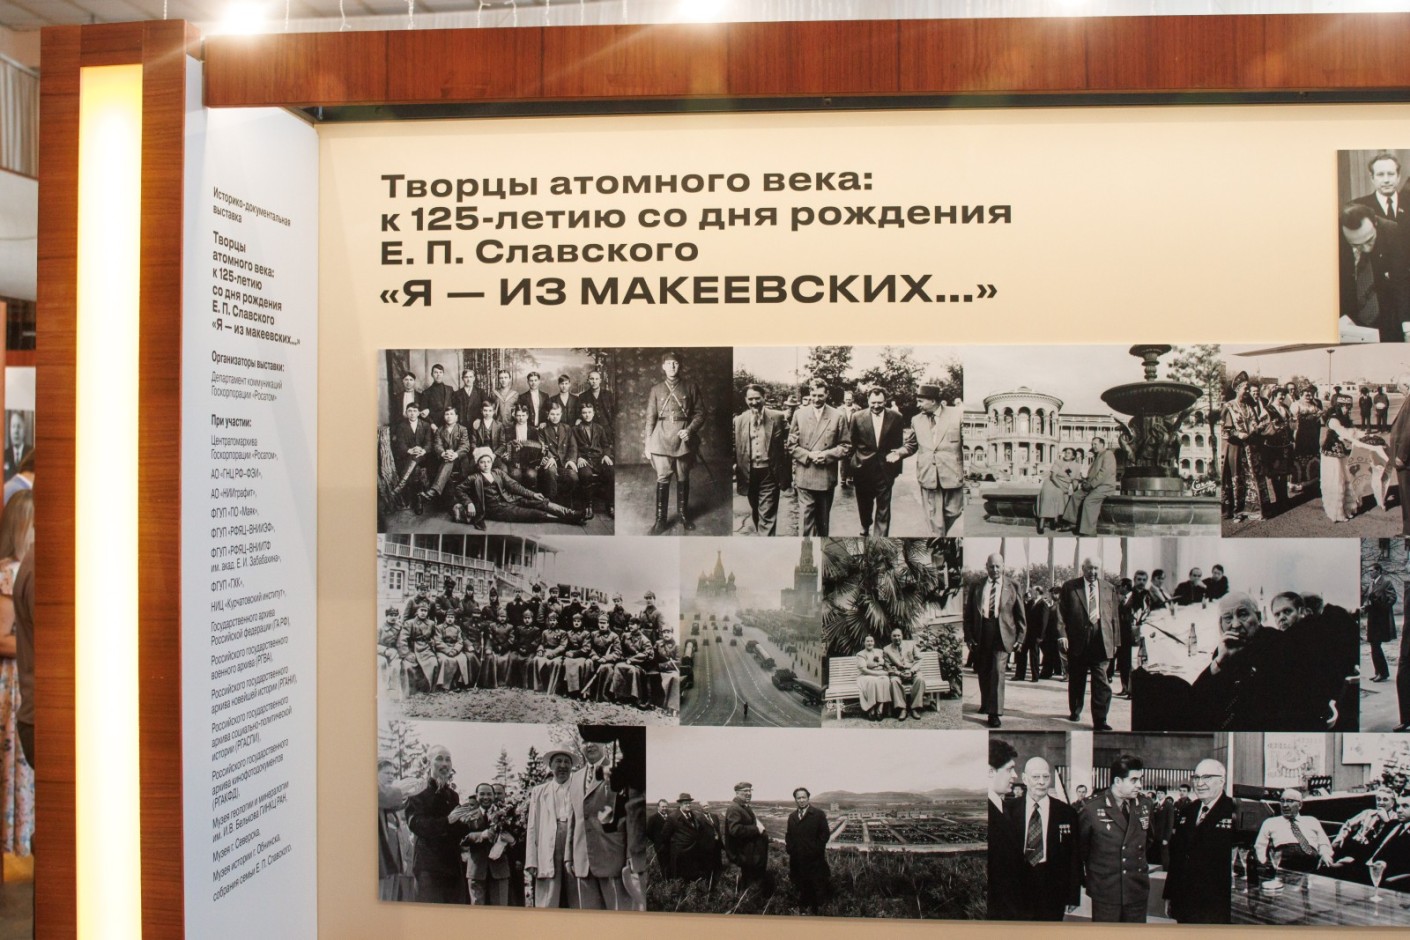 Историко-документальная
выставка
Творцы
атомного века:
к 125-летию
со дня рождения
Е. П. Славского
«Я — из макеевских...»
Организаторы выставки:
Департамент коммуникаций
Госкорпорации «Росатом»
При участии:
Центратомархива
Госкорпорации «Росатом»,
АО «ГНЦ РФ–ФЭИ»,
АО «НИИграфит»,
ФГУП «ПО «Маяк»,
ФГУП «РФЯЦ–ВНИИЭФ»,
ФГУП «РФЯЦ–ВНИИТФ
им. акад. Е. И. Забабахина»,
ФГУП «ГХК»,
НИЦ «Курчатовский институт»,
Государственного архива
Российской федерации (ГА РФ),
Российского государственного
военного архива (РГВА),
Российского государственного
архива новейшей истории (РГАНИ),
Российского государственного
архива социально-политической
истории (РГАСПИ),
Российского государственного
архива кинофотодокументов
(РГАКФД),
Музея геологии и минералогии
им. И.В. Белькова ГИ КНЦ РАН,
Музея г. Северска,
Музея истории г. Обнинска,
собрания семьи Е. П. Славского.
Творцы атомного века:
к 125-летию со дня рождения
Е. П. Славского
«Я — ИЗ МАКЕЕВСКИХ...»